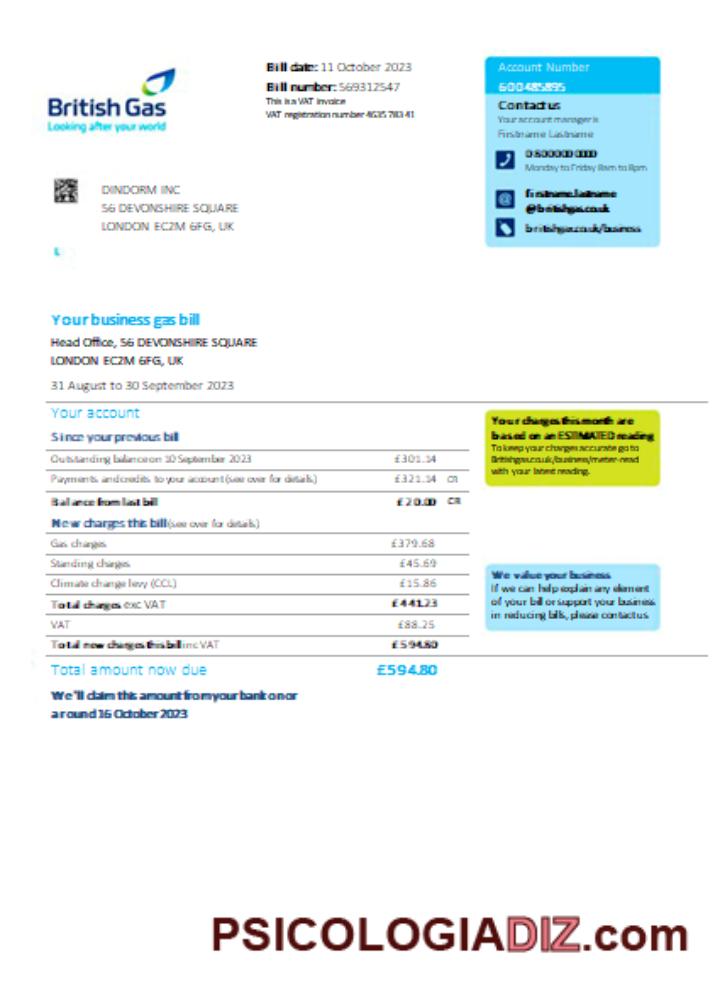 British Gas
Looking after your world
Bill date: 11 October 2023
Bill number: 569312547
This is a VAT invoice
VAT registration number 4635 783 41
Account Number
600485895
Contact us
Your account manager is
Firstname Lastname
Monday to Friday 8am to 8pm
firstname.lastname
@britishgas.co.uk
britishgas.co.uk/business
DINDORM INC
56 DEVONSHIRE SQUARE
LONDON EC2M 6FG, UK
Your business gas bill
Head Office, 56 DEVONSHIRE SQUARE
LONDON EC2M 6FG, UK
31 August to 30 September 2023
Your account
Since your previous bill
Outstanding balance on 10 September 2023 £301.14
Payments and credits to your account (see over for details) £321.14 CR
Balance from last bill £20.00 CR
New charges this bill (see over for details)
Gas charges £379.68
Standing charges £45.69
Climate change levy (CCL) £15.86
Total charges exc VAT £441.23
VAT £88.25
Total new charges this bill inc VAT £594.80
Total amount now due £594.80
We'll claim this amount from your bank on or
around 16 October 2023
Your charges this month are
based on an ESTIMATED reading
To keep your charges accurate go to
Britishgas.co.uk/business/meter-read
with your latest reading.
We value your business
If we can help explain any element
of your bill or support your business
in reducing bills, please contact us
PSICOLOGIADIZ.com